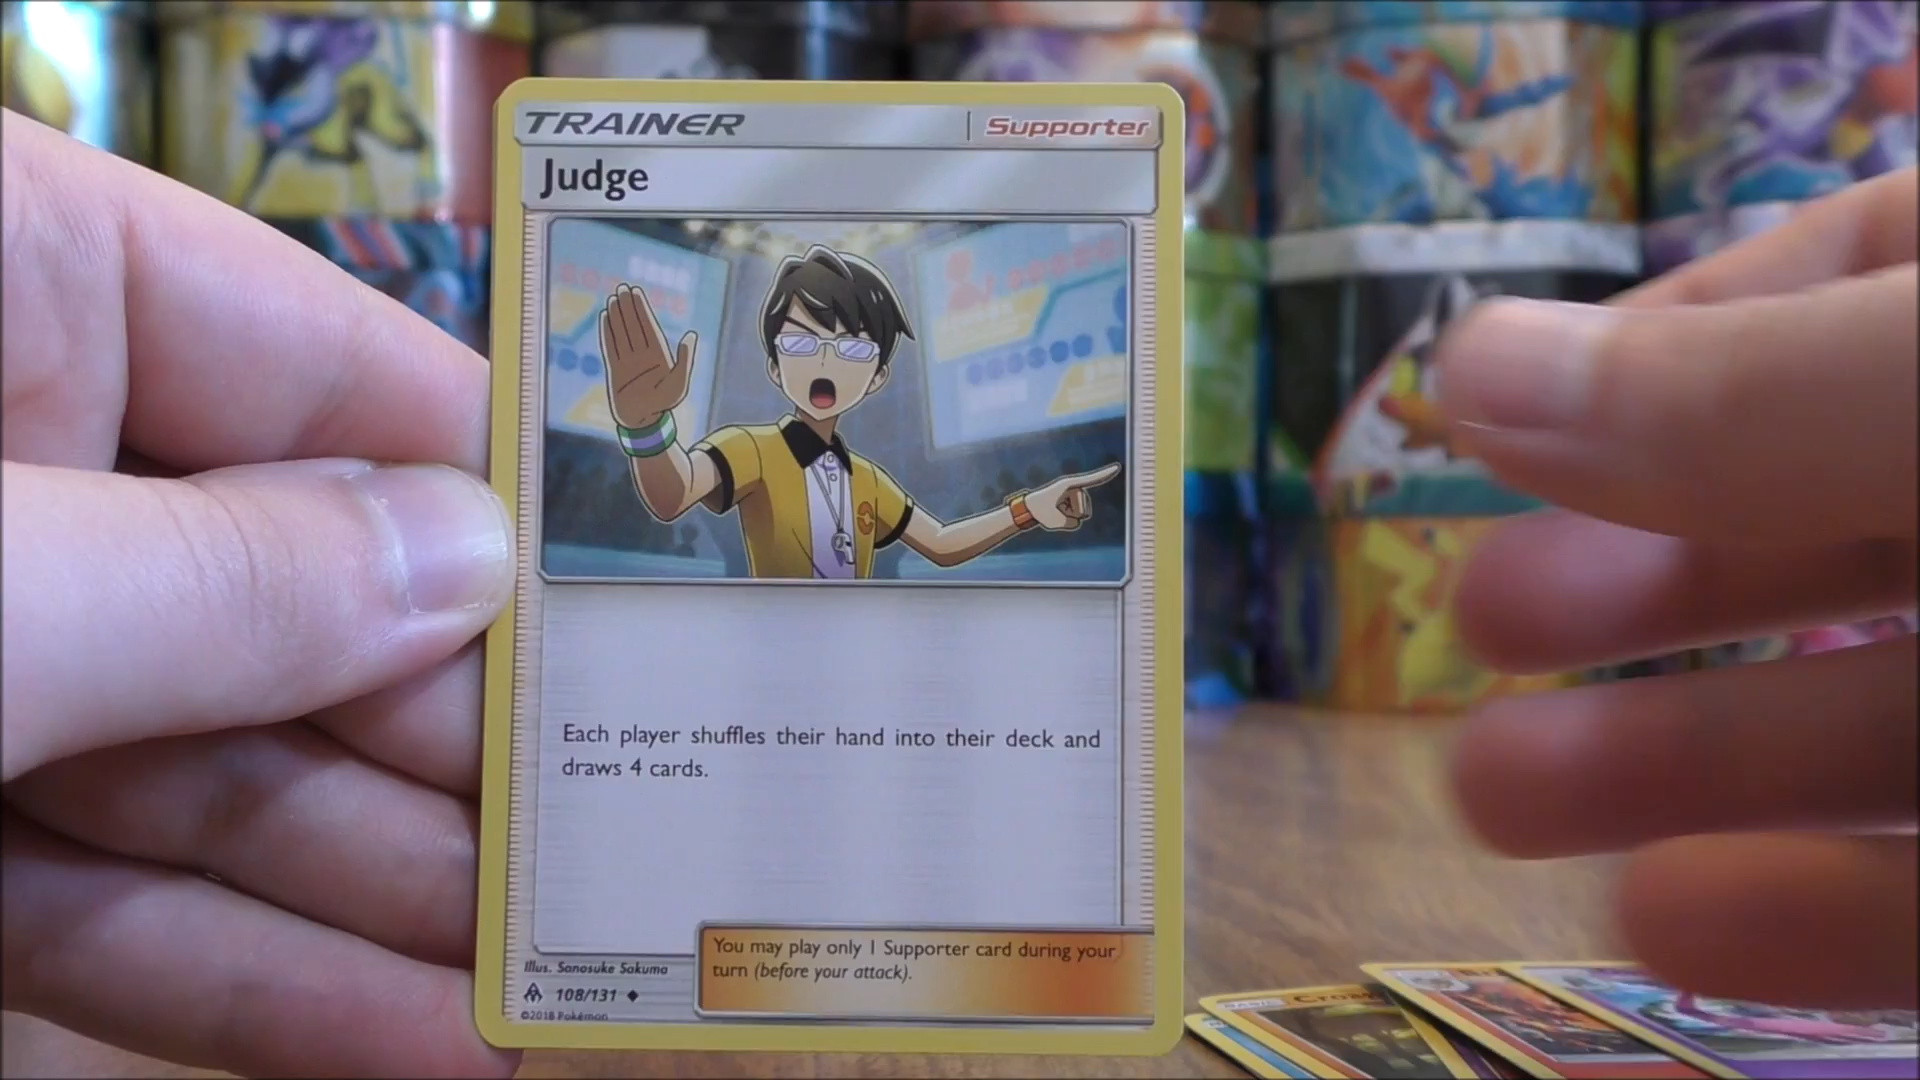 TRAINER
Supporter
Judge
Each player shuffles their hand into their deck and
draws 4 cards.
You may play only 1 Supporter card during your
turn (before your attack).
Illus. Sanosuke Sakuma
108/131
©2018 Pokémon
BASIC